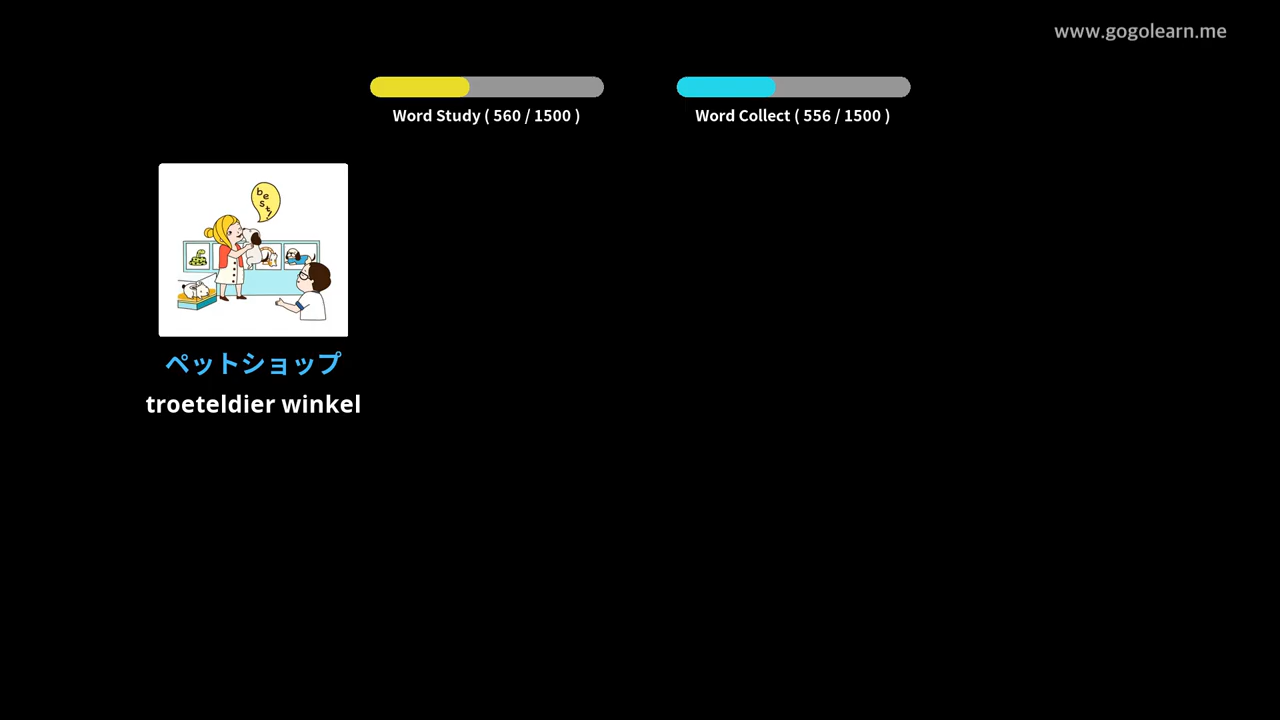 www.gogolearn.me
Word Study ( 560 / 1500 )
Word Collect ( 556 / 1500 )
best!
ペットショップ
troeteldier winkel